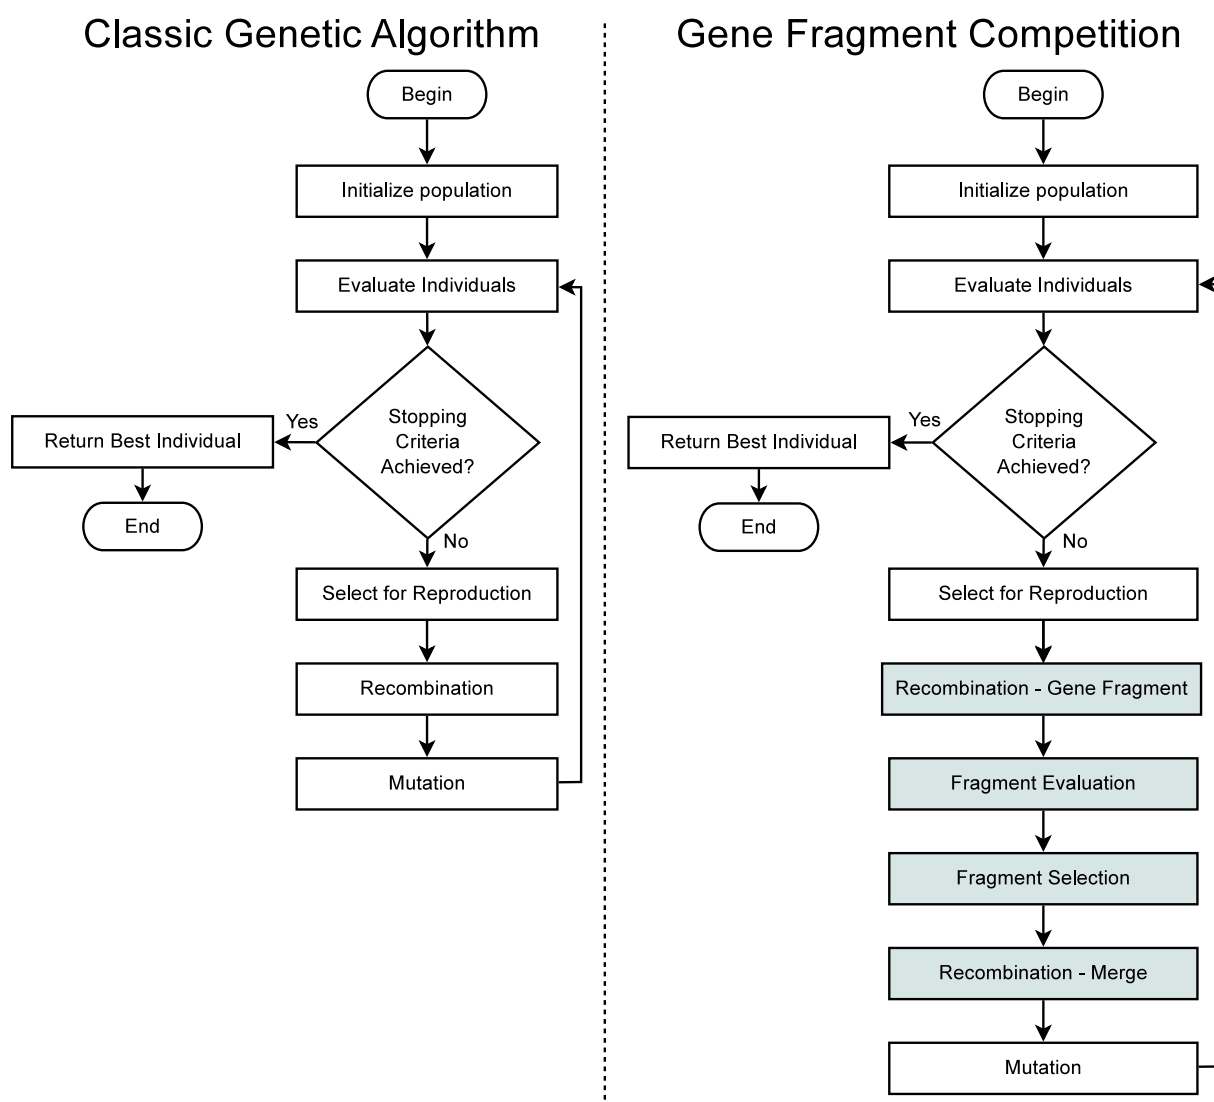 Classic Genetic Algorithm
Begin
Initialize population
Evaluate Individuals
Stopping
Criteria
Achieved?
Yes
Return Best Individual
End
No
Select for Reproduction
Recombination
Mutation
Gene Fragment Competition
Begin
Initialize population
Evaluate Individuals
Stopping
Criteria
Achieved?
Yes
Return Best Individual
End
No
Select for Reproduction
Recombination - Gene Fragment
Fragment Evaluation
Fragment Selection
Recombination - Merge
Mutation